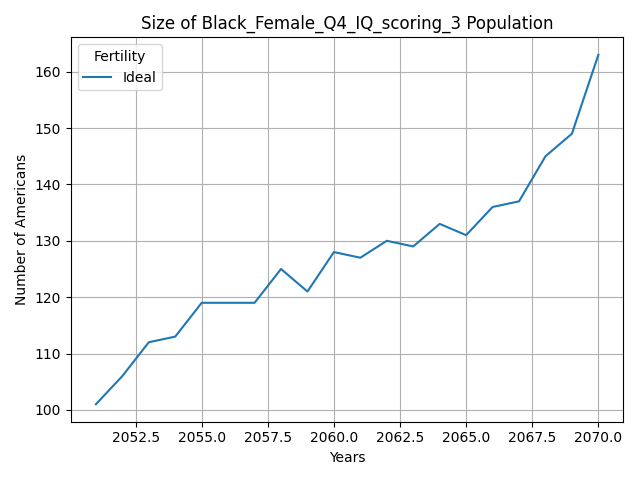 Size of Black_Female_Q4_IQ_scoring_3 Population
Fertility
Ideal
Number of Americans
160
150
140
130
120
110
100
2052.5 2055.0 2057.5 2060.0 2062.5 2065.0 2067.5 2070.0
Years